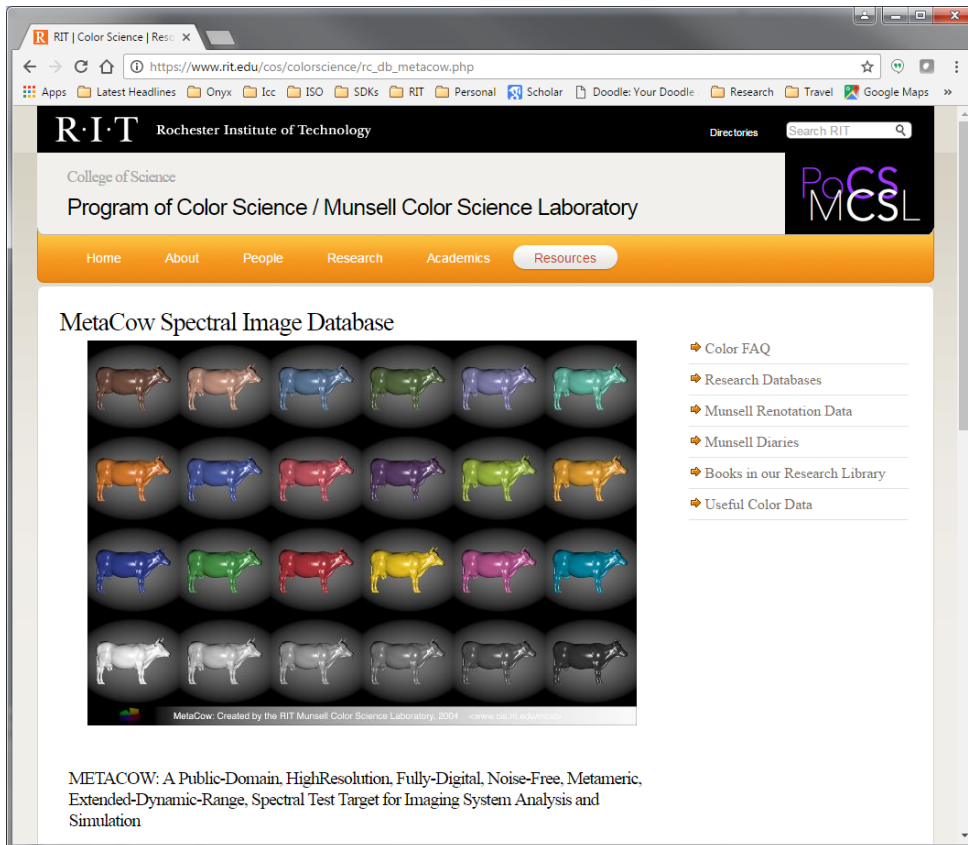 RIT | Color Science | Reso
https://www.rit.edu/cos/colorscience/rc_db_metacow.php
Apps Latest Headlines Onyx Icc ISO SDKs RIT Personal Scholar Doodle: Your Doodle Research Travel Google Maps »
R·I·T Rochester Institute of Technology
Directories
Search RIT
College of Science
Program of Color Science / Munsell Color Science Laboratory
PoCS
MCSL
Home About People Research Academics Resources
MetaCow Spectral Image Database
Color FAQ
Research Databases
Munsell Renotation Data
Munsell Diaries
Books in our Research Library
Useful Color Data
MetaCow: Created by the RIT Munsell Color Science Laboratory, 2004
METACOW: A Public-Domain, HighResolution, Fully-Digital, Noise-Free, Metameric,
Extended-Dynamic-Range, Spectral Test Target for Imaging System Analysis and
Simulation